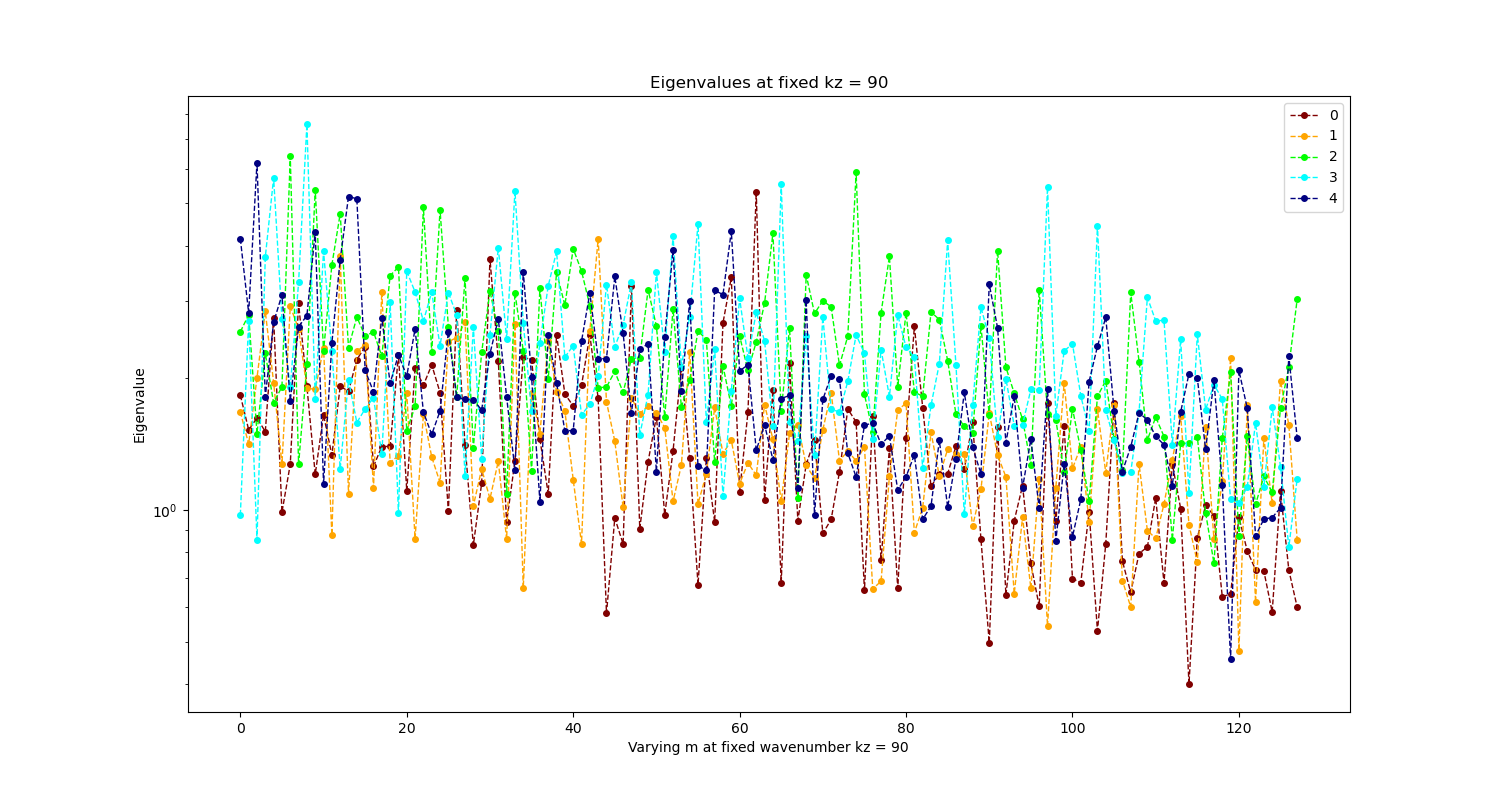 Eigenvalues at fixed kz = 90
Eigenvalue
10^0
0
1
2
3
4
0 20 40 60 80 100 120
Varying m at fixed wavenumber kz = 90